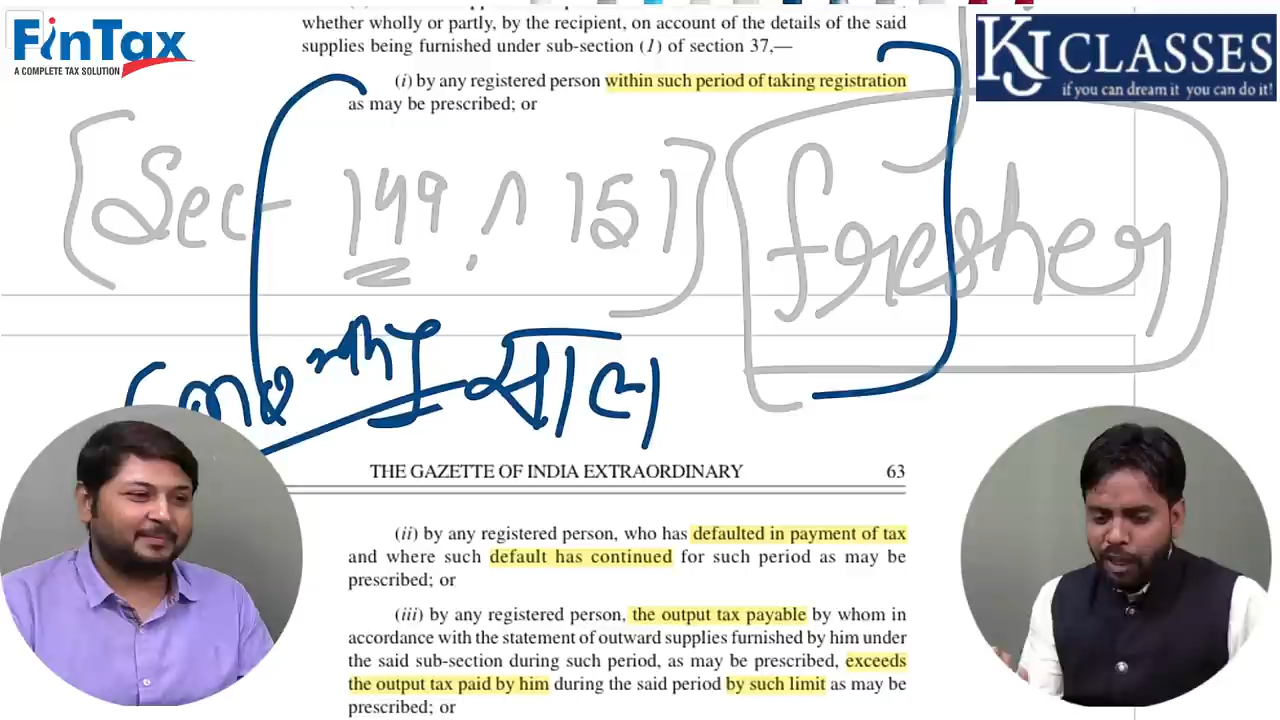 FinTax
A COMPLETE TAX SOLUTION
KJ CLASSES
if you can dream it you can do it!
whether wholly or partly, by the recipient, on account of the details of the said
supplies being furnished under sub-section (1) of section 37,—
(i) by any registered person within such period of taking registration
as may be prescribed; or
[Sec- 149 151]
fresher
साल
THE GAZETTE OF INDIA EXTRAORDINARY 63
(ii) by any registered person, who has defaulted in payment of tax
and where such default has continued for such period as may be
prescribed; or
(iii) by any registered person, the output tax payable by whom in
accordance with the statement of outward supplies furnished by him under
the said sub-section during such period, as may be prescribed, exceeds
the output tax paid by him during the said period by such limit as may be
prescribed; or